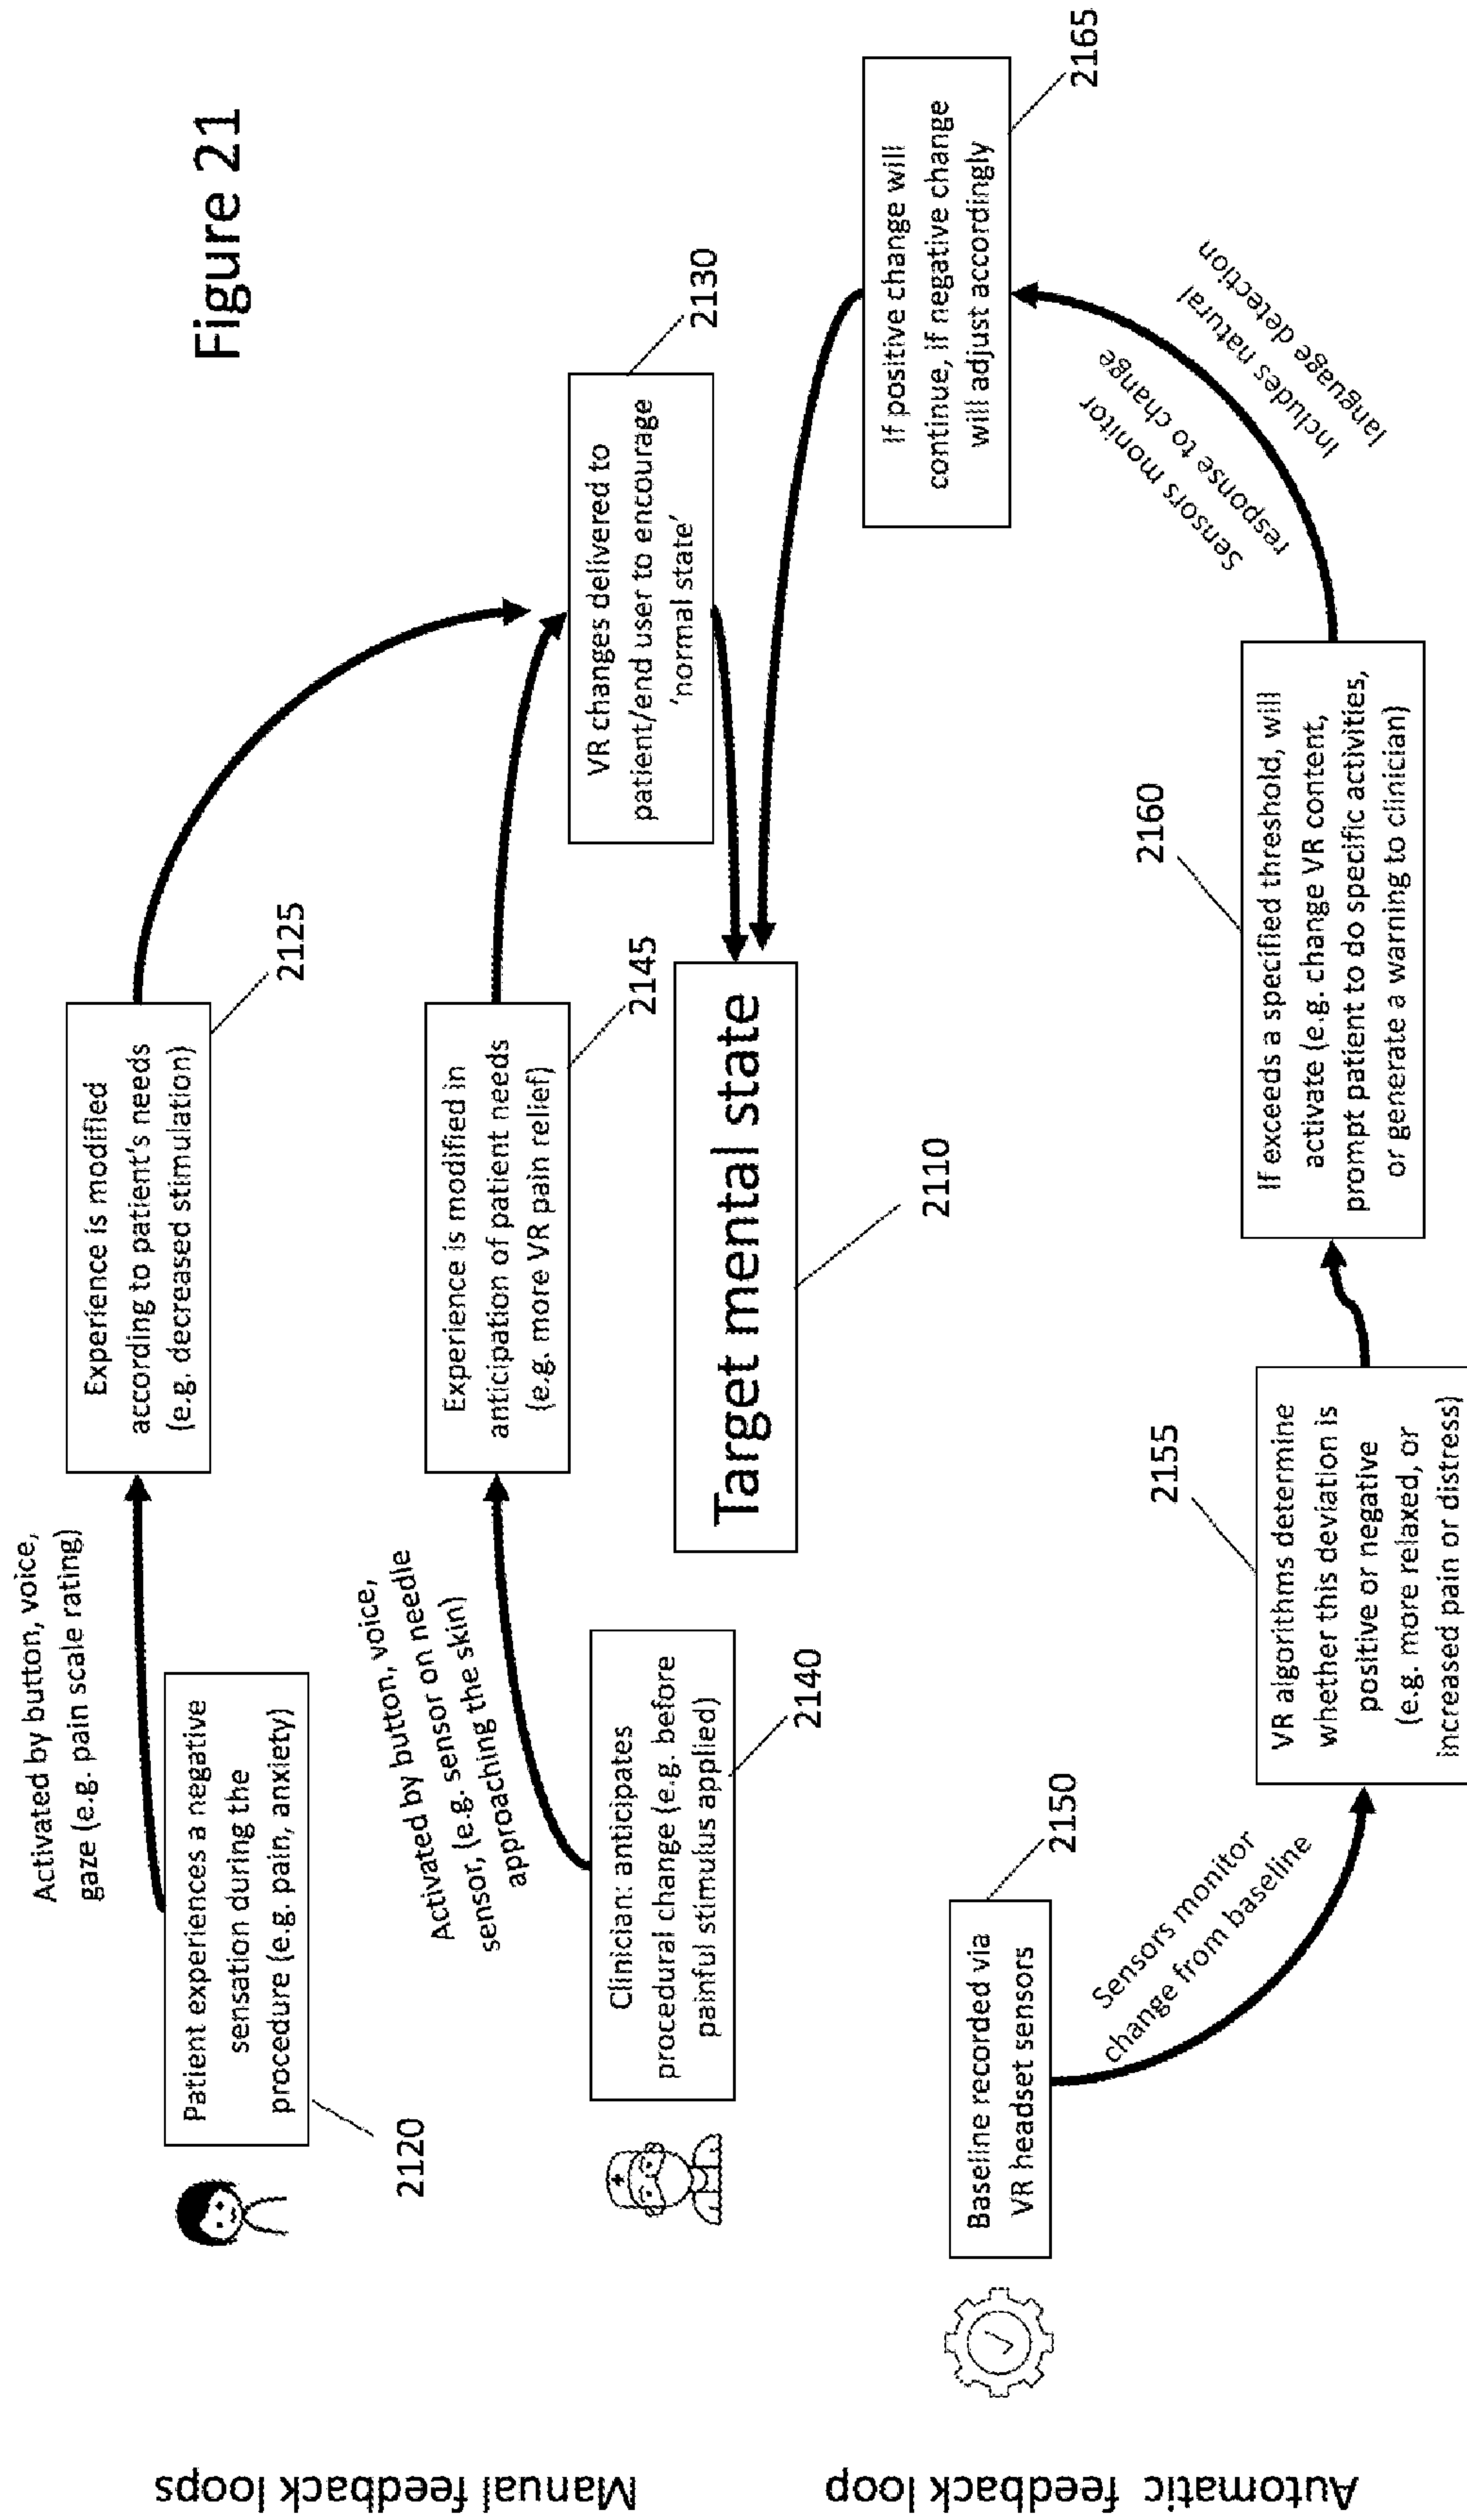 Figure 21
Manual feedback loops
Activated by button, voice,
gaze (e.g. pain scale rating)
Patient experiences a negative
sensation during the
procedure (e.g. pain, anxiety)
2120
Experience is modified
according to patient's needs
(e.g. decreased stimulation)
2125
Activated by button, voice,
sensor, (e.g. sensor on needle
approaching the skin)
Clinician: anticipates
procedural change (e.g. before
painful stimulus applied)
2140
Experience is modified in
anticipation of patient needs
(e.g. more VR pain relief)
2145
VR changes delivered to
patient/end user to encourage
'normal state'
2130
Target mental state
2110
Automatic feedback loop
Baseline recorded via
VR headset sensors
2150
Sensors monitor
change from baseline
VR algorithms determine
whether this deviation is
positive or negative
(e.g. more relaxed, or
increased pain or distress)
2155
If exceeds a specified threshold, will
activate (e.g. change VR content,
prompt patient to do specific activities,
or generate a warning to clinician)
2160
Sensors monitor
response to change
Includes natural
language detection
If positive change will
continue, if negative change
will adjust accordingly
2165